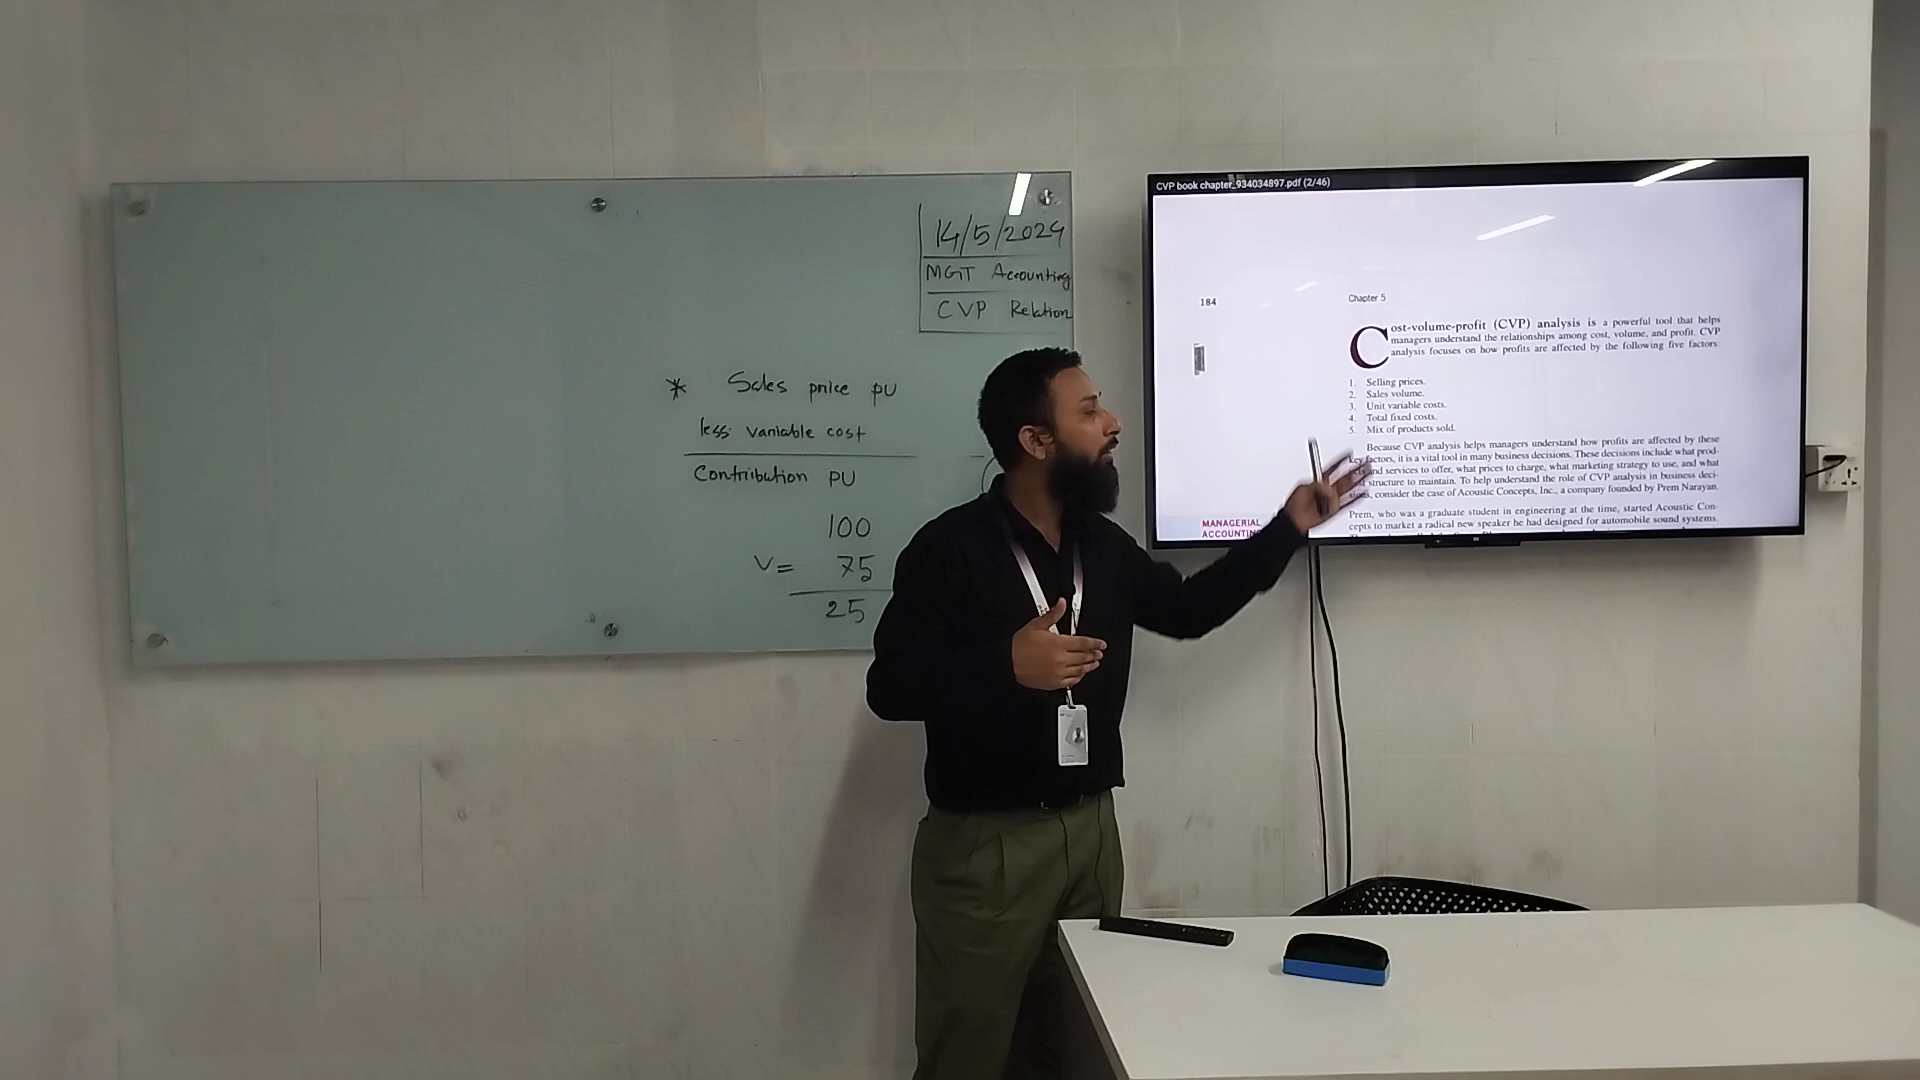 14/5/2024
MGT Accounting
CVP Relation
* Sales price pu
less: variable cost
Contribution PU
100
V= 75
25
CVP book chapter_934034897.pdf (2/46)
184
Chapter 5
Cost-volume-profit (CVP) analysis is a powerful tool that helps
managers understand the relationships among cost, volume, and profit. CVP
analysis focuses on how profits are affected by the following five factors:
1. Selling prices.
2. Sales volume.
3. Unit variable costs.
4. Total fixed costs.
5. Mix of products sold.
Because CVP analysis helps managers understand how profits are affected by these
key factors, it is a vital tool in many business decisions. These decisions include what prod-
and services to offer, what prices to charge, what marketing strategy to use, and what
structure to maintain. To help understand the role of CVP analysis in business deci-
consider the case of Acoustic Concepts, Inc., a company founded by Prem Narayan.
Prem, who was a graduate student in engineering at the time, started Acoustic Con-
cepts to market a radical new speaker he had designed for automobile sound systems.
MANAGERIAL
ACCOUNTIN